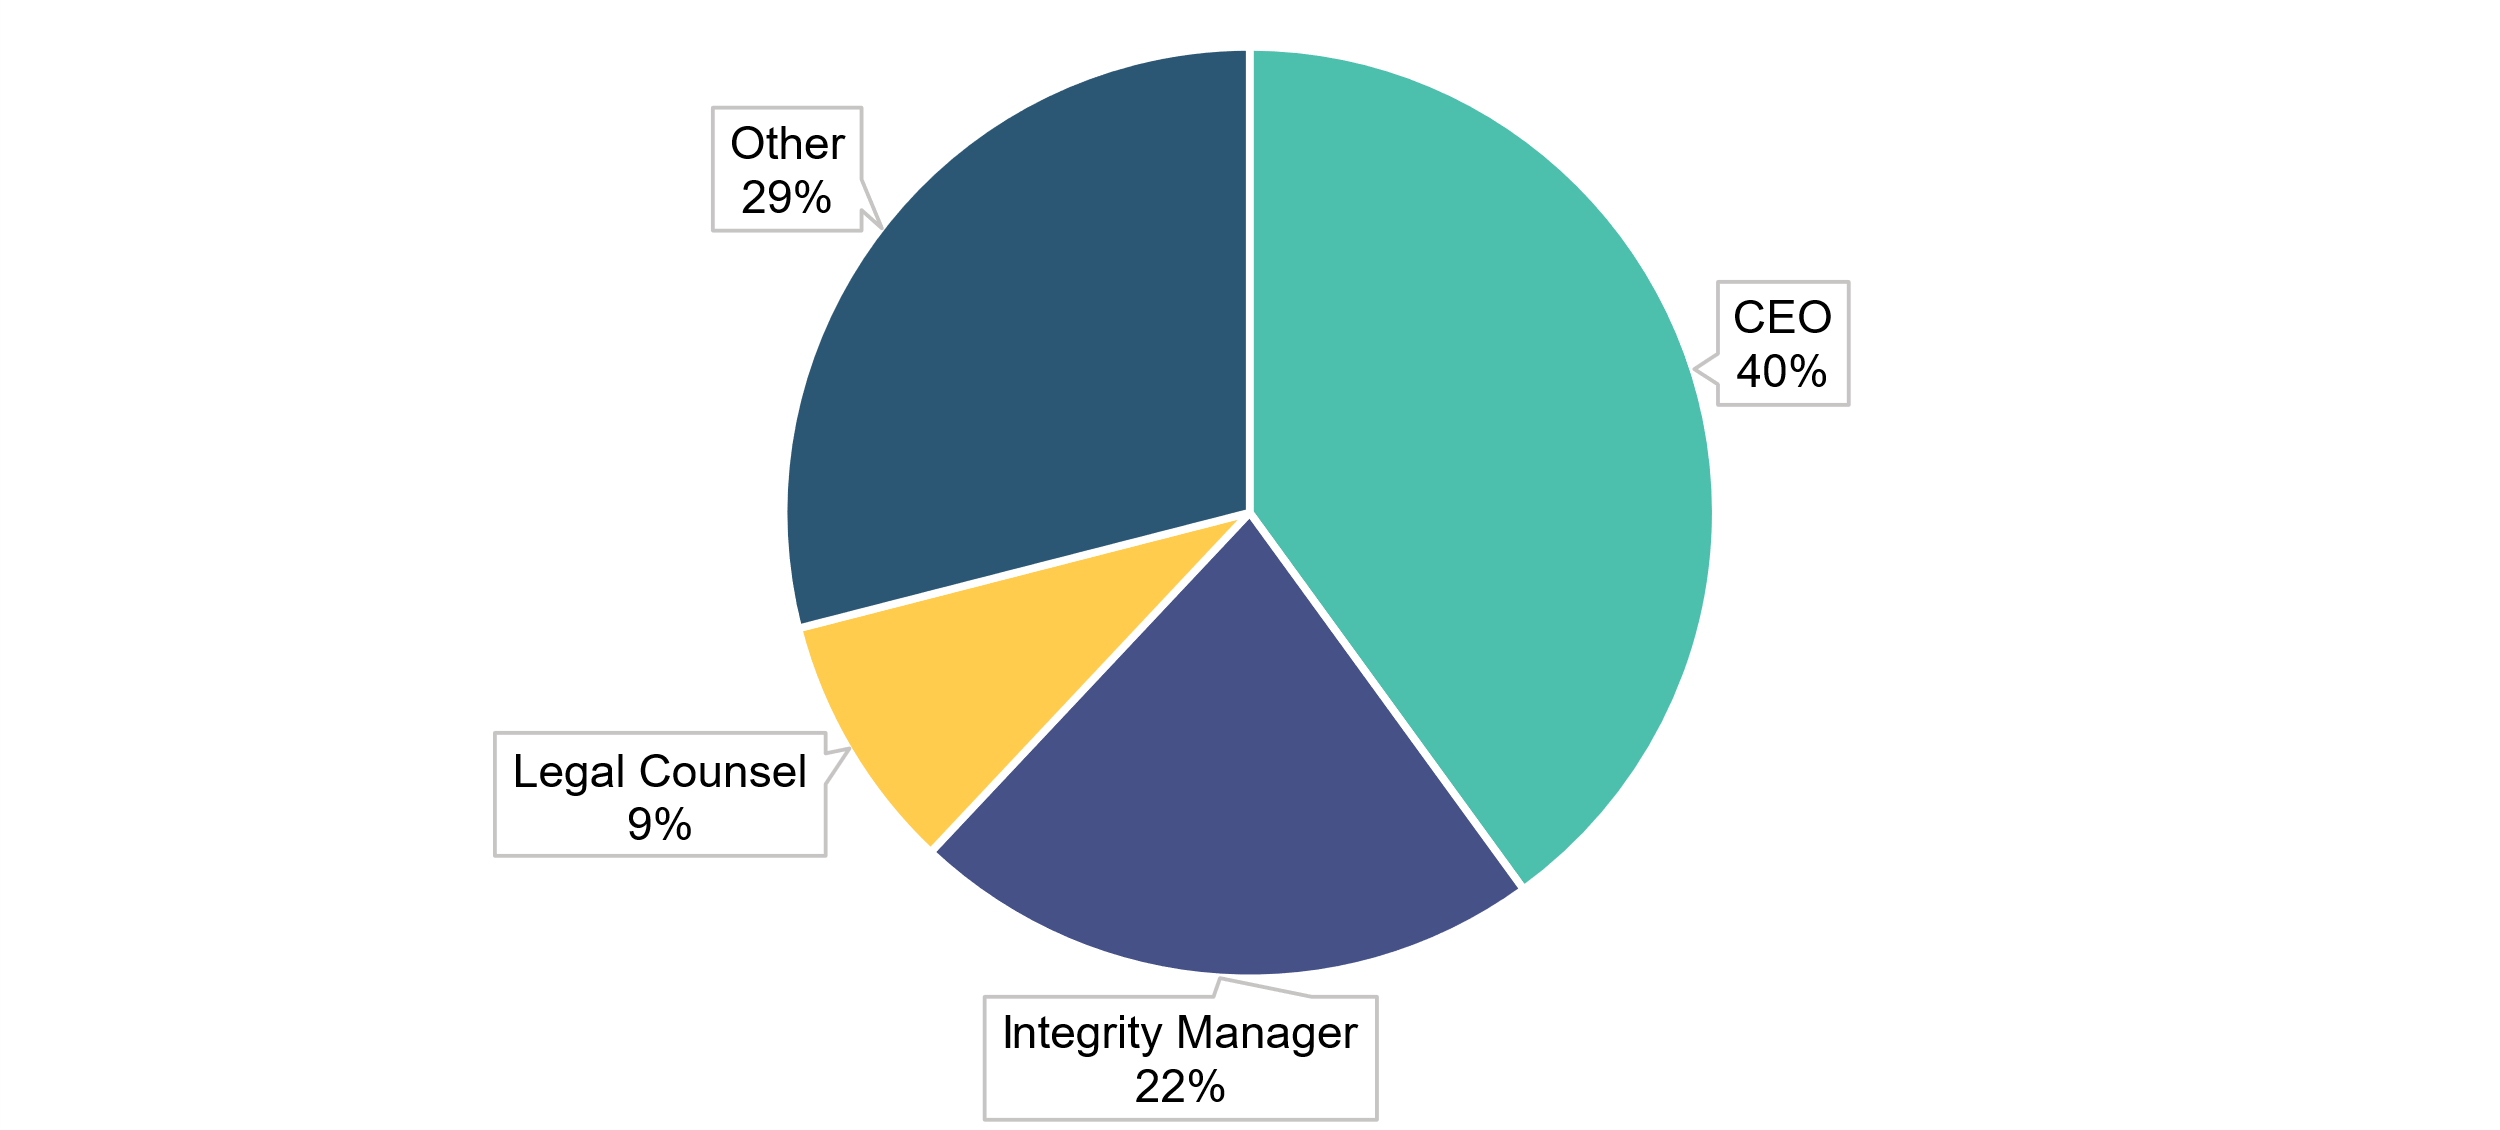 Other
29%
CEO
40%
Legal Counsel
9%
Integrity Manager
22%